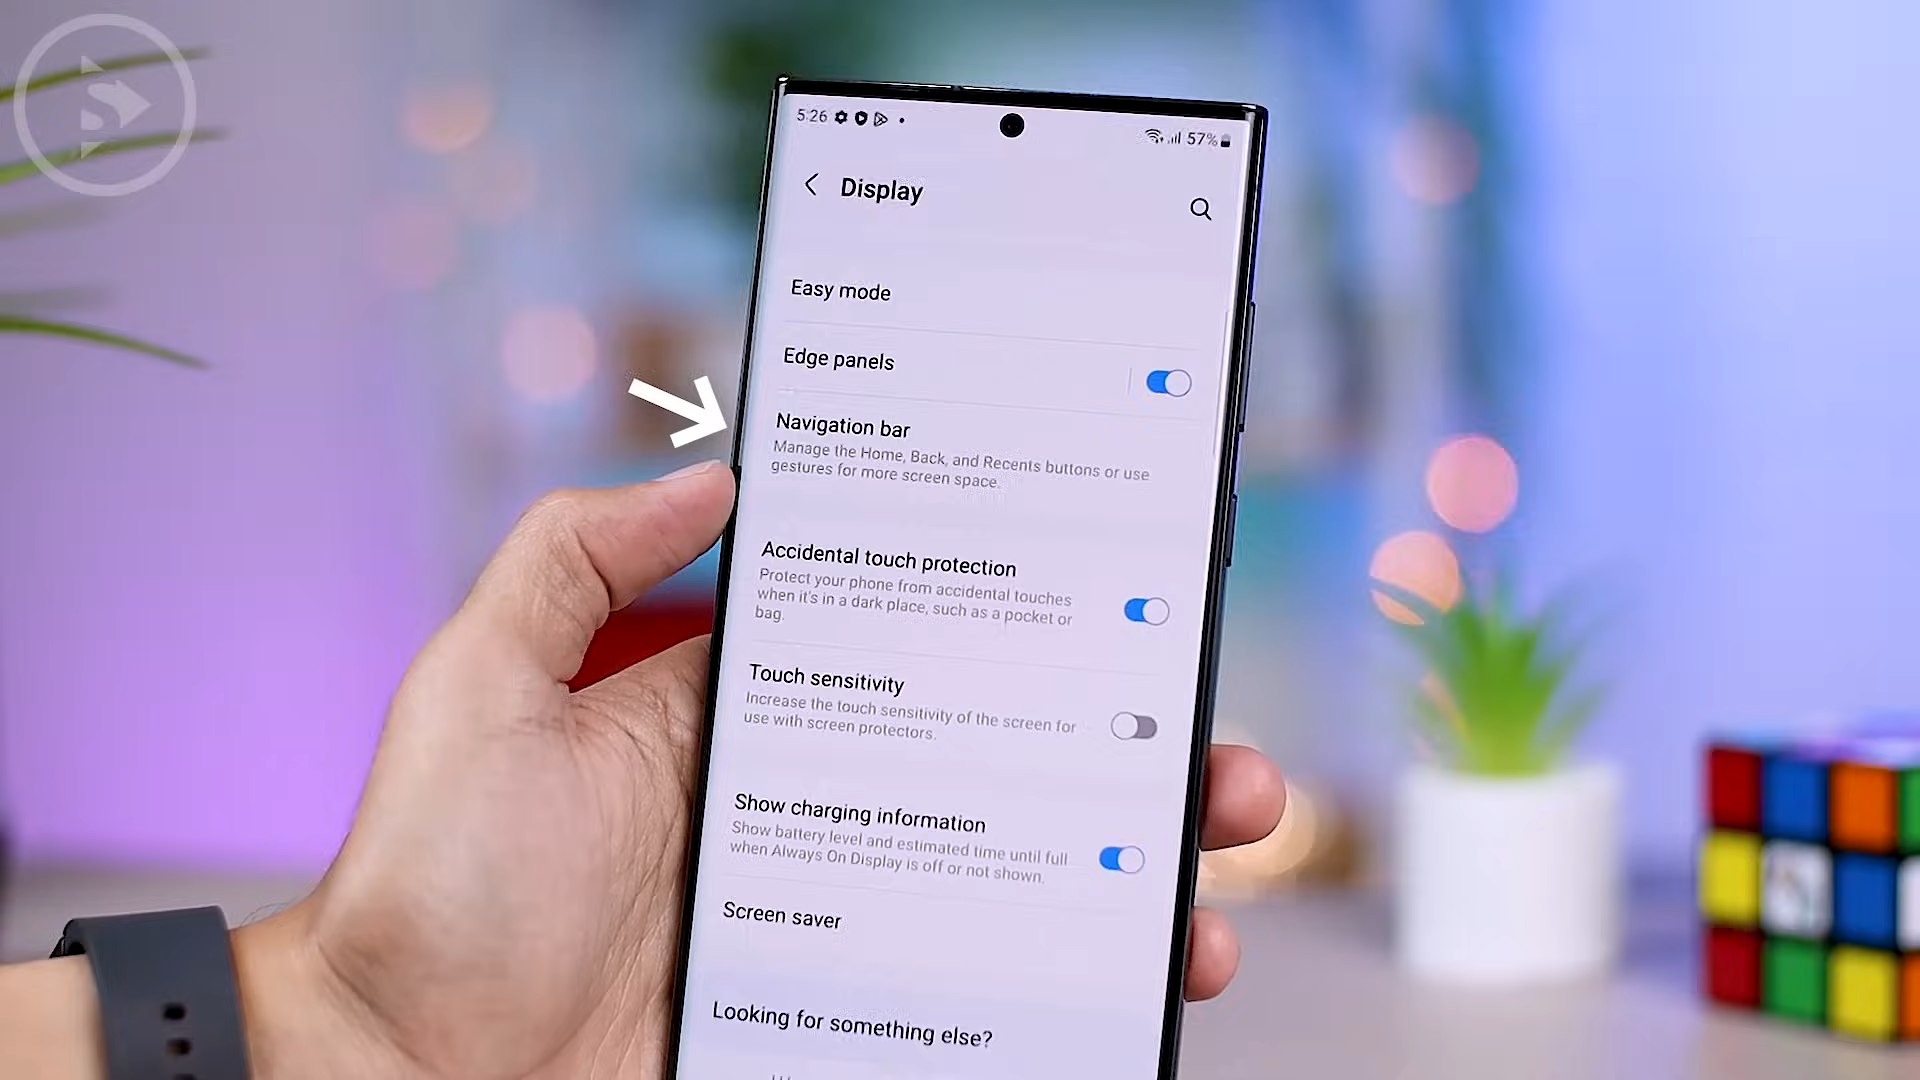 5:26
57%
Display
Easy mode
Edge panels
Navigation bar
Manage the Home, Back, and Recents buttons or use
gestures for more screen space.
Accidental touch protection
Protect your phone from accidental touches
when it's in a dark place, such as a pocket or
bag.
Touch sensitivity
Increase the touch sensitivity of the screen for
use with screen protectors.
Show charging information
Show battery level and estimated time until full
when Always On Display is off or not shown.
Screen saver
Looking for something else?